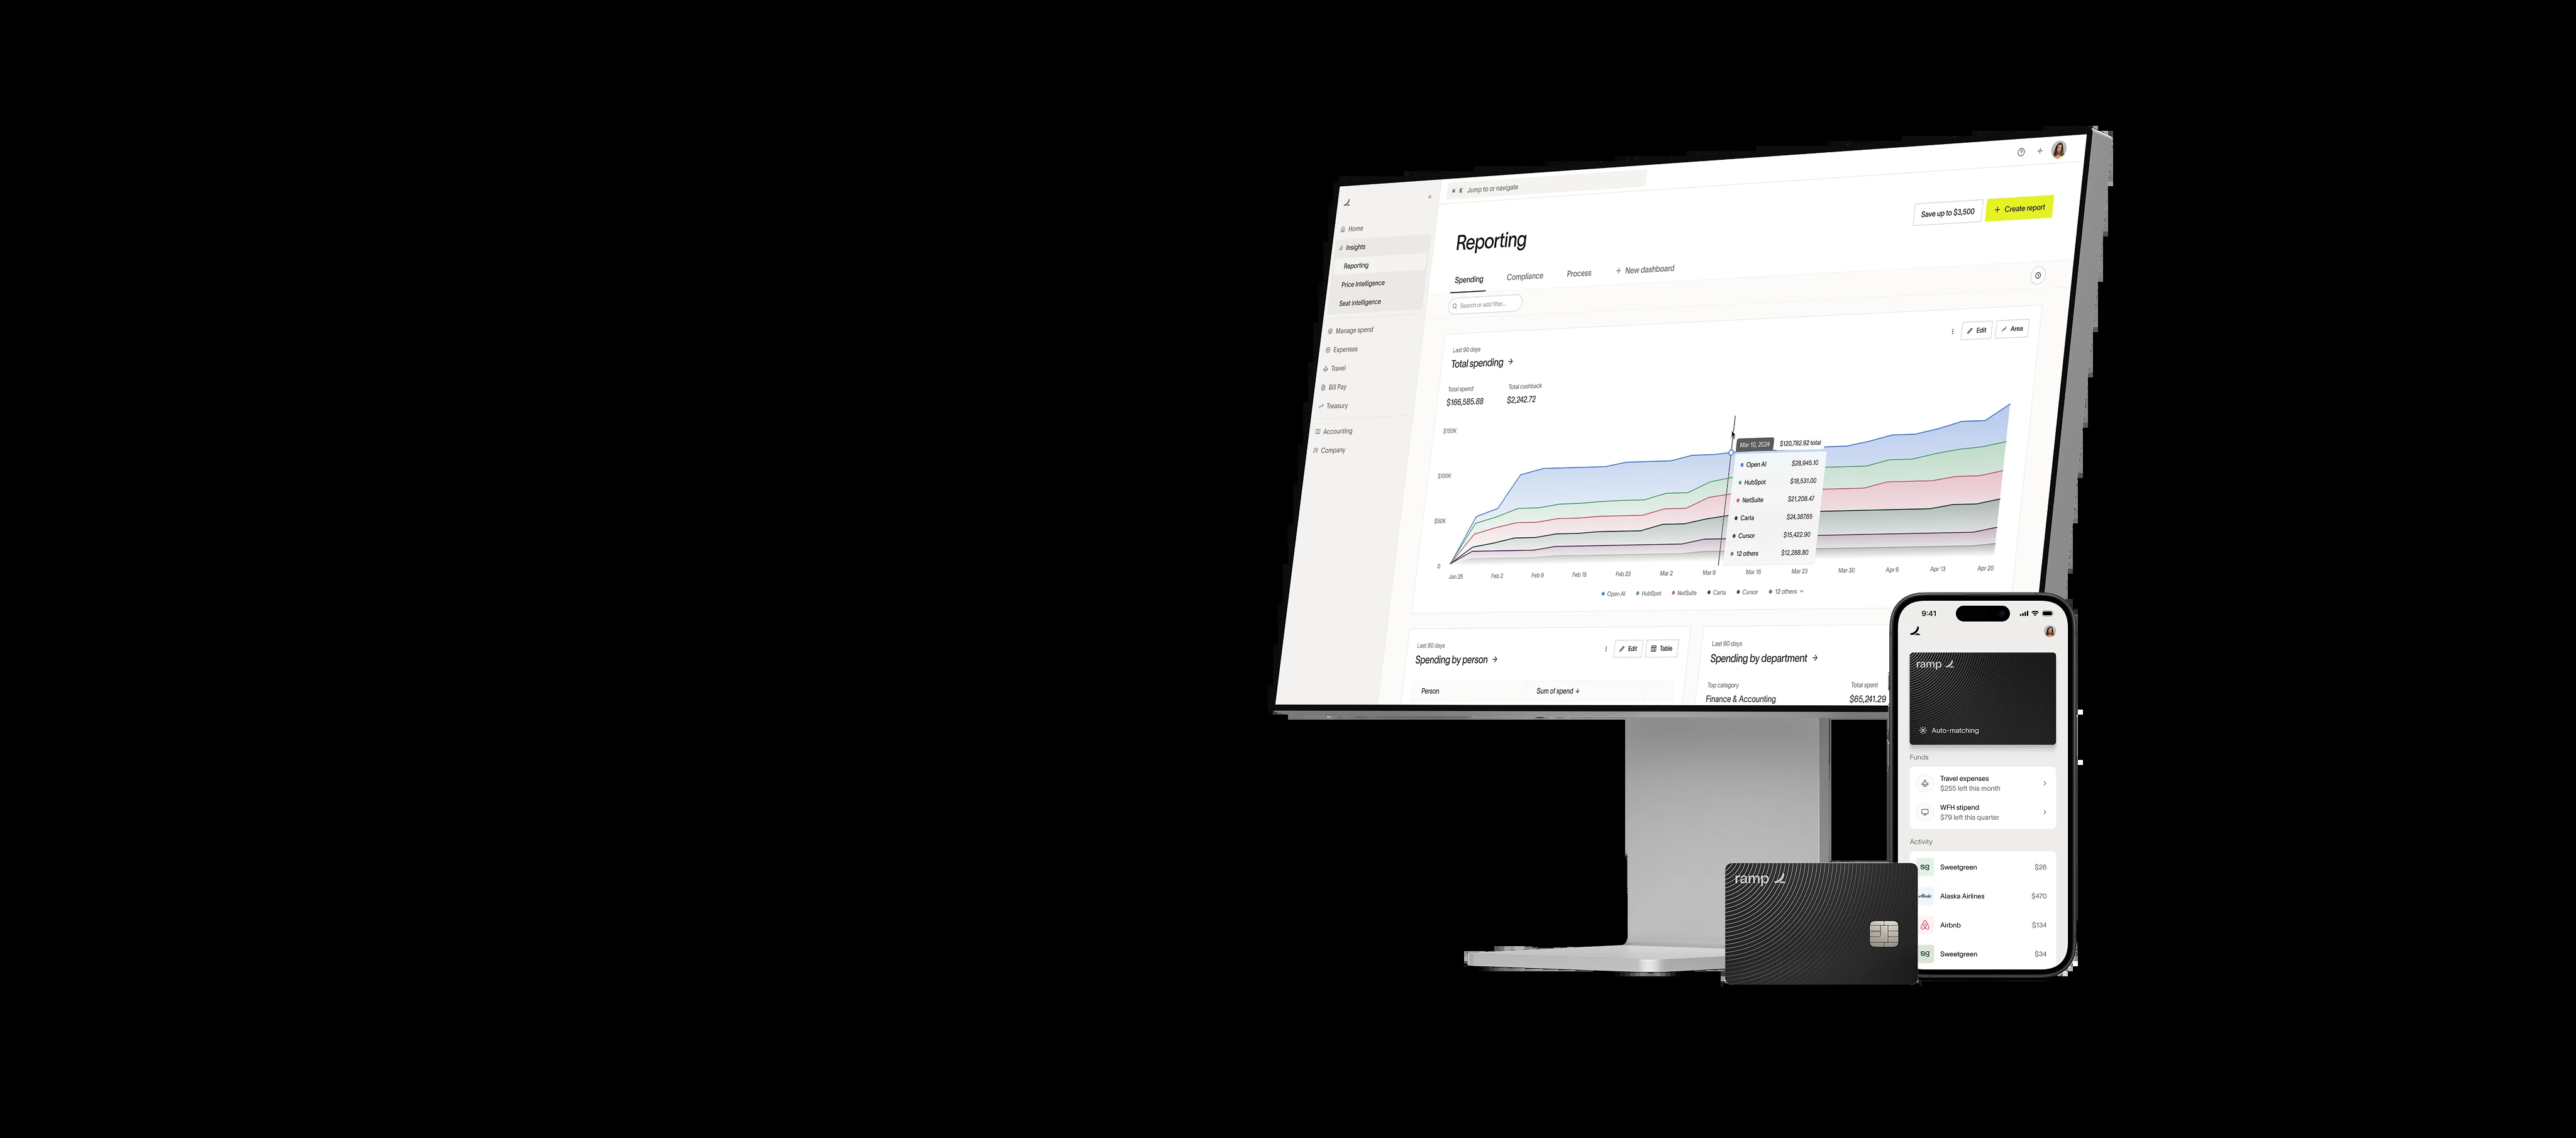 ⌘ K Jump to or navigate
Home
Insights
Reporting
Price Intelligence
Seat intelligence
Manage spend
Expenses
Travel
Bill Pay
Treasury
Accounting
Company
Save up to $3,500
+ Create report
Reporting
Spending
Compliance
Process
+ New dashboard
Search or add filter...
Last 90 days
Total spending →
Edit
Area
Total spend
Total cashback
$166,585.88
$2,242.72
$150K
$100K
$50K
0
Mar 10, 2024
$120,782.92 total
Open AI $28,945.10
HubSpot $18,531.00
NetSuite $21,208.47
Carta $24,387.65
Cursor $15,422.90
12 others $12,288.80
Jan 26 Feb 2 Feb 9 Feb 19 Feb 23 Mar 2 Mar 9 Mar 16 Mar 23 Mar 30 Apr 6 Apr 13 Apr 20
Open AI HubSpot NetSuite Carta Cursor 12 others
Last 90 days
Spending by person →
Edit
Table
Person
Sum of spend ↓
Last 90 days
Spending by department →
Top category
Total spent
Finance & Accounting
$65,241.29
9:41
ramp
Auto-matching
Funds
Travel expenses
$255 left this month
WFH stipend
$79 left this quarter
Activity
sg Sweetgreen $26
Alaska Airlines $470
Airbnb $134
sg Sweetgreen $34
ramp